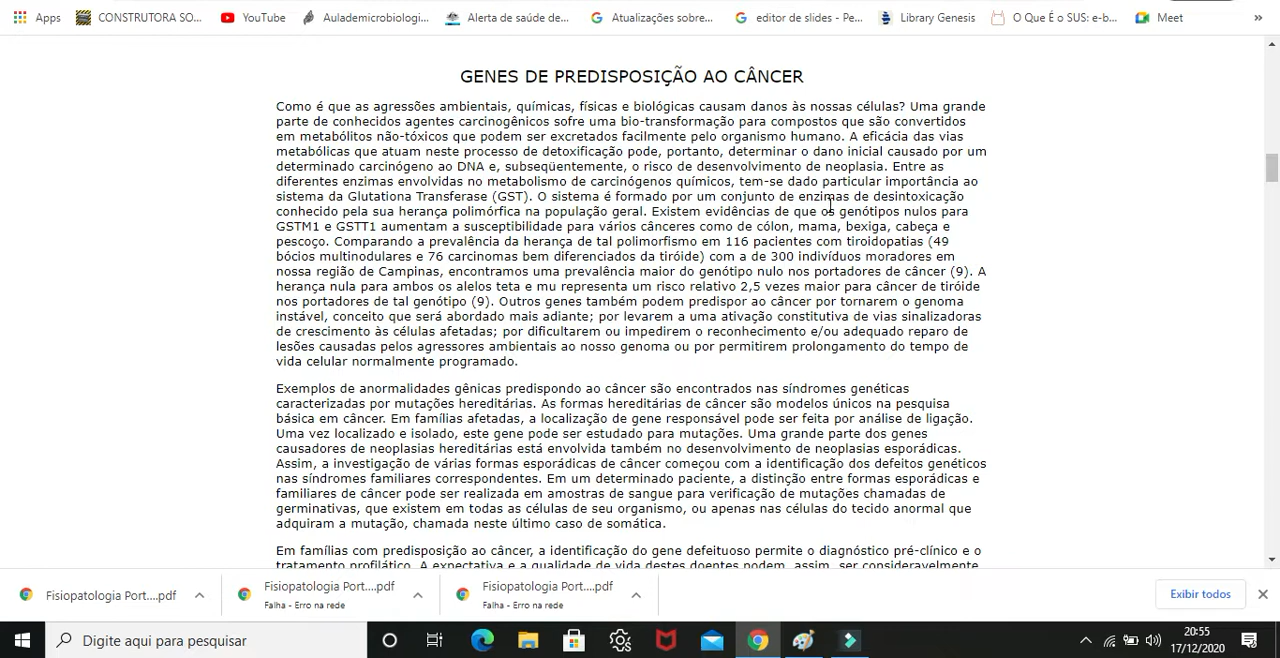 Apps CONSTRUTORA SO... YouTube Aulademicrobiologi... Alerta de saúde de... Atualizações sobre... editor de slides - Pe... Library Genesis O Que É o SUS: e-b... Meet »
GENES DE PREDISPOSIÇÃO AO CÂNCER
Como é que as agressões ambientais, químicas, físicas e biológicas causam danos às nossas células? Uma grande
parte de conhecidos agentes carcinogênicos sofre uma bio-transformação para compostos que são convertidos
em metabólitos não-tóxicos que podem ser excretados facilmente pelo organismo humano. A eficácia das vias
metabólicas que atuam neste processo de detoxificação pode, portanto, determinar o dano inicial causado por um
determinado carcinógeno ao DNA e, subseqüentemente, o risco de desenvolvimento de neoplasia. Entre as
diferentes enzimas envolvidas no metabolismo de carcinógenos químicos, tem-se dado particular importância ao
sistema da Glutationa Transferase (GST). O sistema é formado por um conjunto de enzimas de desintoxicação
conhecido pela sua herança polimórfica na população geral. Existem evidências de que os genótipos nulos para
GSTM1 e GSTT1 aumentam a susceptibilidade para vários cânceres como de cólon, mama, bexiga, cabeça e
pescoço. Comparando a prevalência da herança de tal polimorfismo em 116 pacientes com tiroidopatias (49
bócios multinodulares e 76 carcinomas bem diferenciados da tiróide) com a de 300 indivíduos moradores em
nossa região de Campinas, encontramos uma prevalência maior do genótipo nulo nos portadores de câncer (9). A
herança nula para ambos os alelos teta e mu representa um risco relativo 2,5 vezes maior para câncer de tiróide
nos portadores de tal genótipo (9). Outros genes também podem predispor ao câncer por tornarem o genoma
instável, conceito que será abordado mais adiante; por levarem a uma ativação constitutiva de vias sinalizadoras
de crescimento às células afetadas; por dificultarem ou impedirem o reconhecimento e/ou adequado reparo de
lesões causadas pelos agressores ambientais ao nosso genoma ou por permitirem prolongamento do tempo de
vida celular normalmente programado.
Exemplos de anormalidades gênicas predispondo ao câncer são encontrados nas síndromes genéticas
caracterizadas por mutações hereditárias. As formas hereditárias de câncer são modelos únicos na pesquisa
básica em câncer. Em famílias afetadas, a localização de gene responsável pode ser feita por análise de ligação.
Uma vez localizado e isolado, este gene pode ser estudado para mutações. Uma grande parte dos genes
causadores de neoplasias hereditárias está envolvida também no desenvolvimento de neoplasias esporádicas.
Assim, a investigação de várias formas esporádicas de câncer começou com a identificação dos defeitos genéticos
nas síndromes familiares correspondentes. Em um determinado paciente, a distinção entre formas esporádicas e
familiares de câncer pode ser realizada em amostras de sangue para verificação de mutações chamadas de
germinativas, que existem em todas as células de seu organismo, ou apenas nas células do tecido anormal que
adquiram a mutação, chamada neste último caso de somática.
Em famílias com predisposição ao câncer, a identificação do gene defeituoso permite o diagnóstico pré-clínico e o
tratamento profilático. A expectativa e a qualidade de vida destes doentes podem, assim, ser consideravelmente
Fisiopatologia Port....pdf Fisiopatologia Port....pdf Fisiopatologia Port....pdf Exibir todos
Falha - Erro na rede Falha - Erro na rede
Digite aqui para pesquisar
20:55
17/12/2020